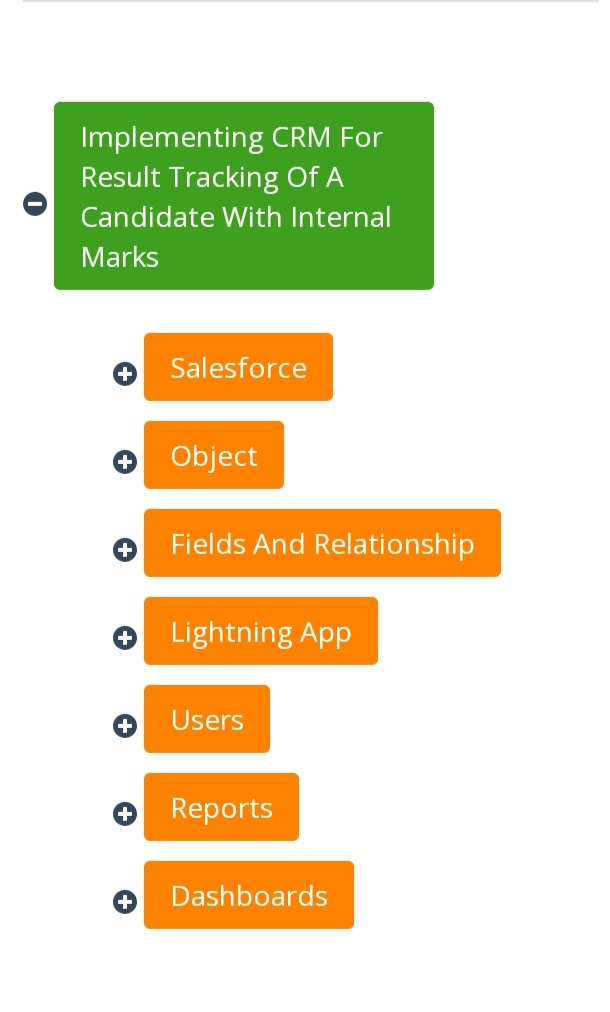 Implementing CRM For
Result Tracking Of A
Candidate With Internal
Marks
Salesforce
Object
Fields And Relationship
Lightning App
Users
Reports
Dashboards